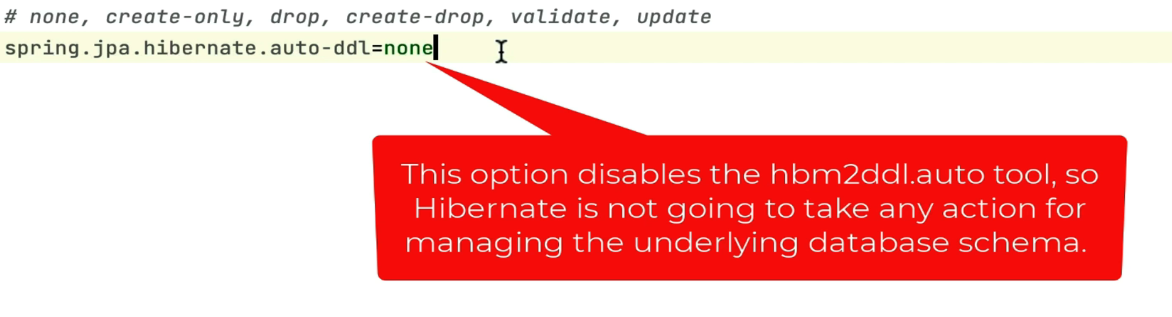 # none, create-only, drop, create-drop, validate, update
spring.jpa.hibernate.auto-ddl=none
This option disables the hbm2ddl.auto tool, so
Hibernate is not going to take any action for
managing the underlying database schema.